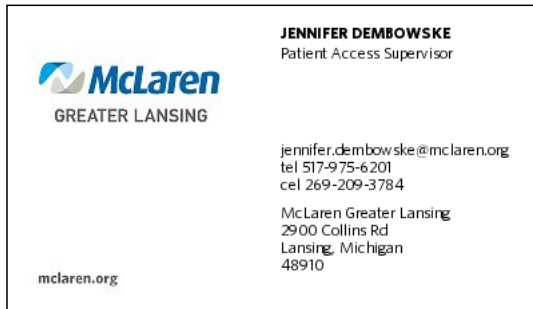 McLaren
GREATER LANSING
JENNIFER DEMBOWSKE
Patient Access Supervisor
jennifer.dembowske@mclaren.org
tel 517-975-6201
cel 269-209-3784
McLaren Greater Lansing
2900 Collins Rd
Lansing, Michigan
48910
mclaren.org